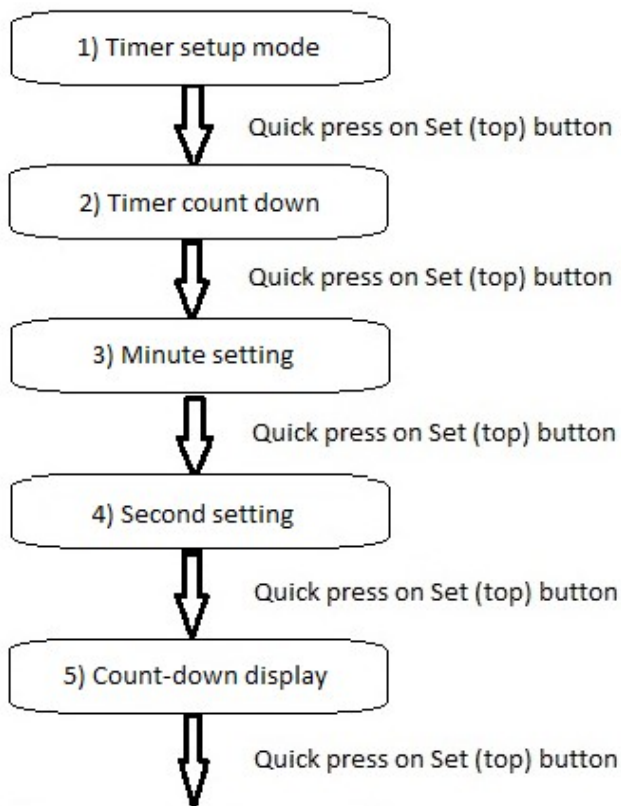 1) Timer setup mode
Quick press on Set (top) button
2) Timer count down
Quick press on Set (top) button
3) Minute setting
Quick press on Set (top) button
4) Second setting
Quick press on Set (top) button
5) Count-down display
Quick press on Set (top) button